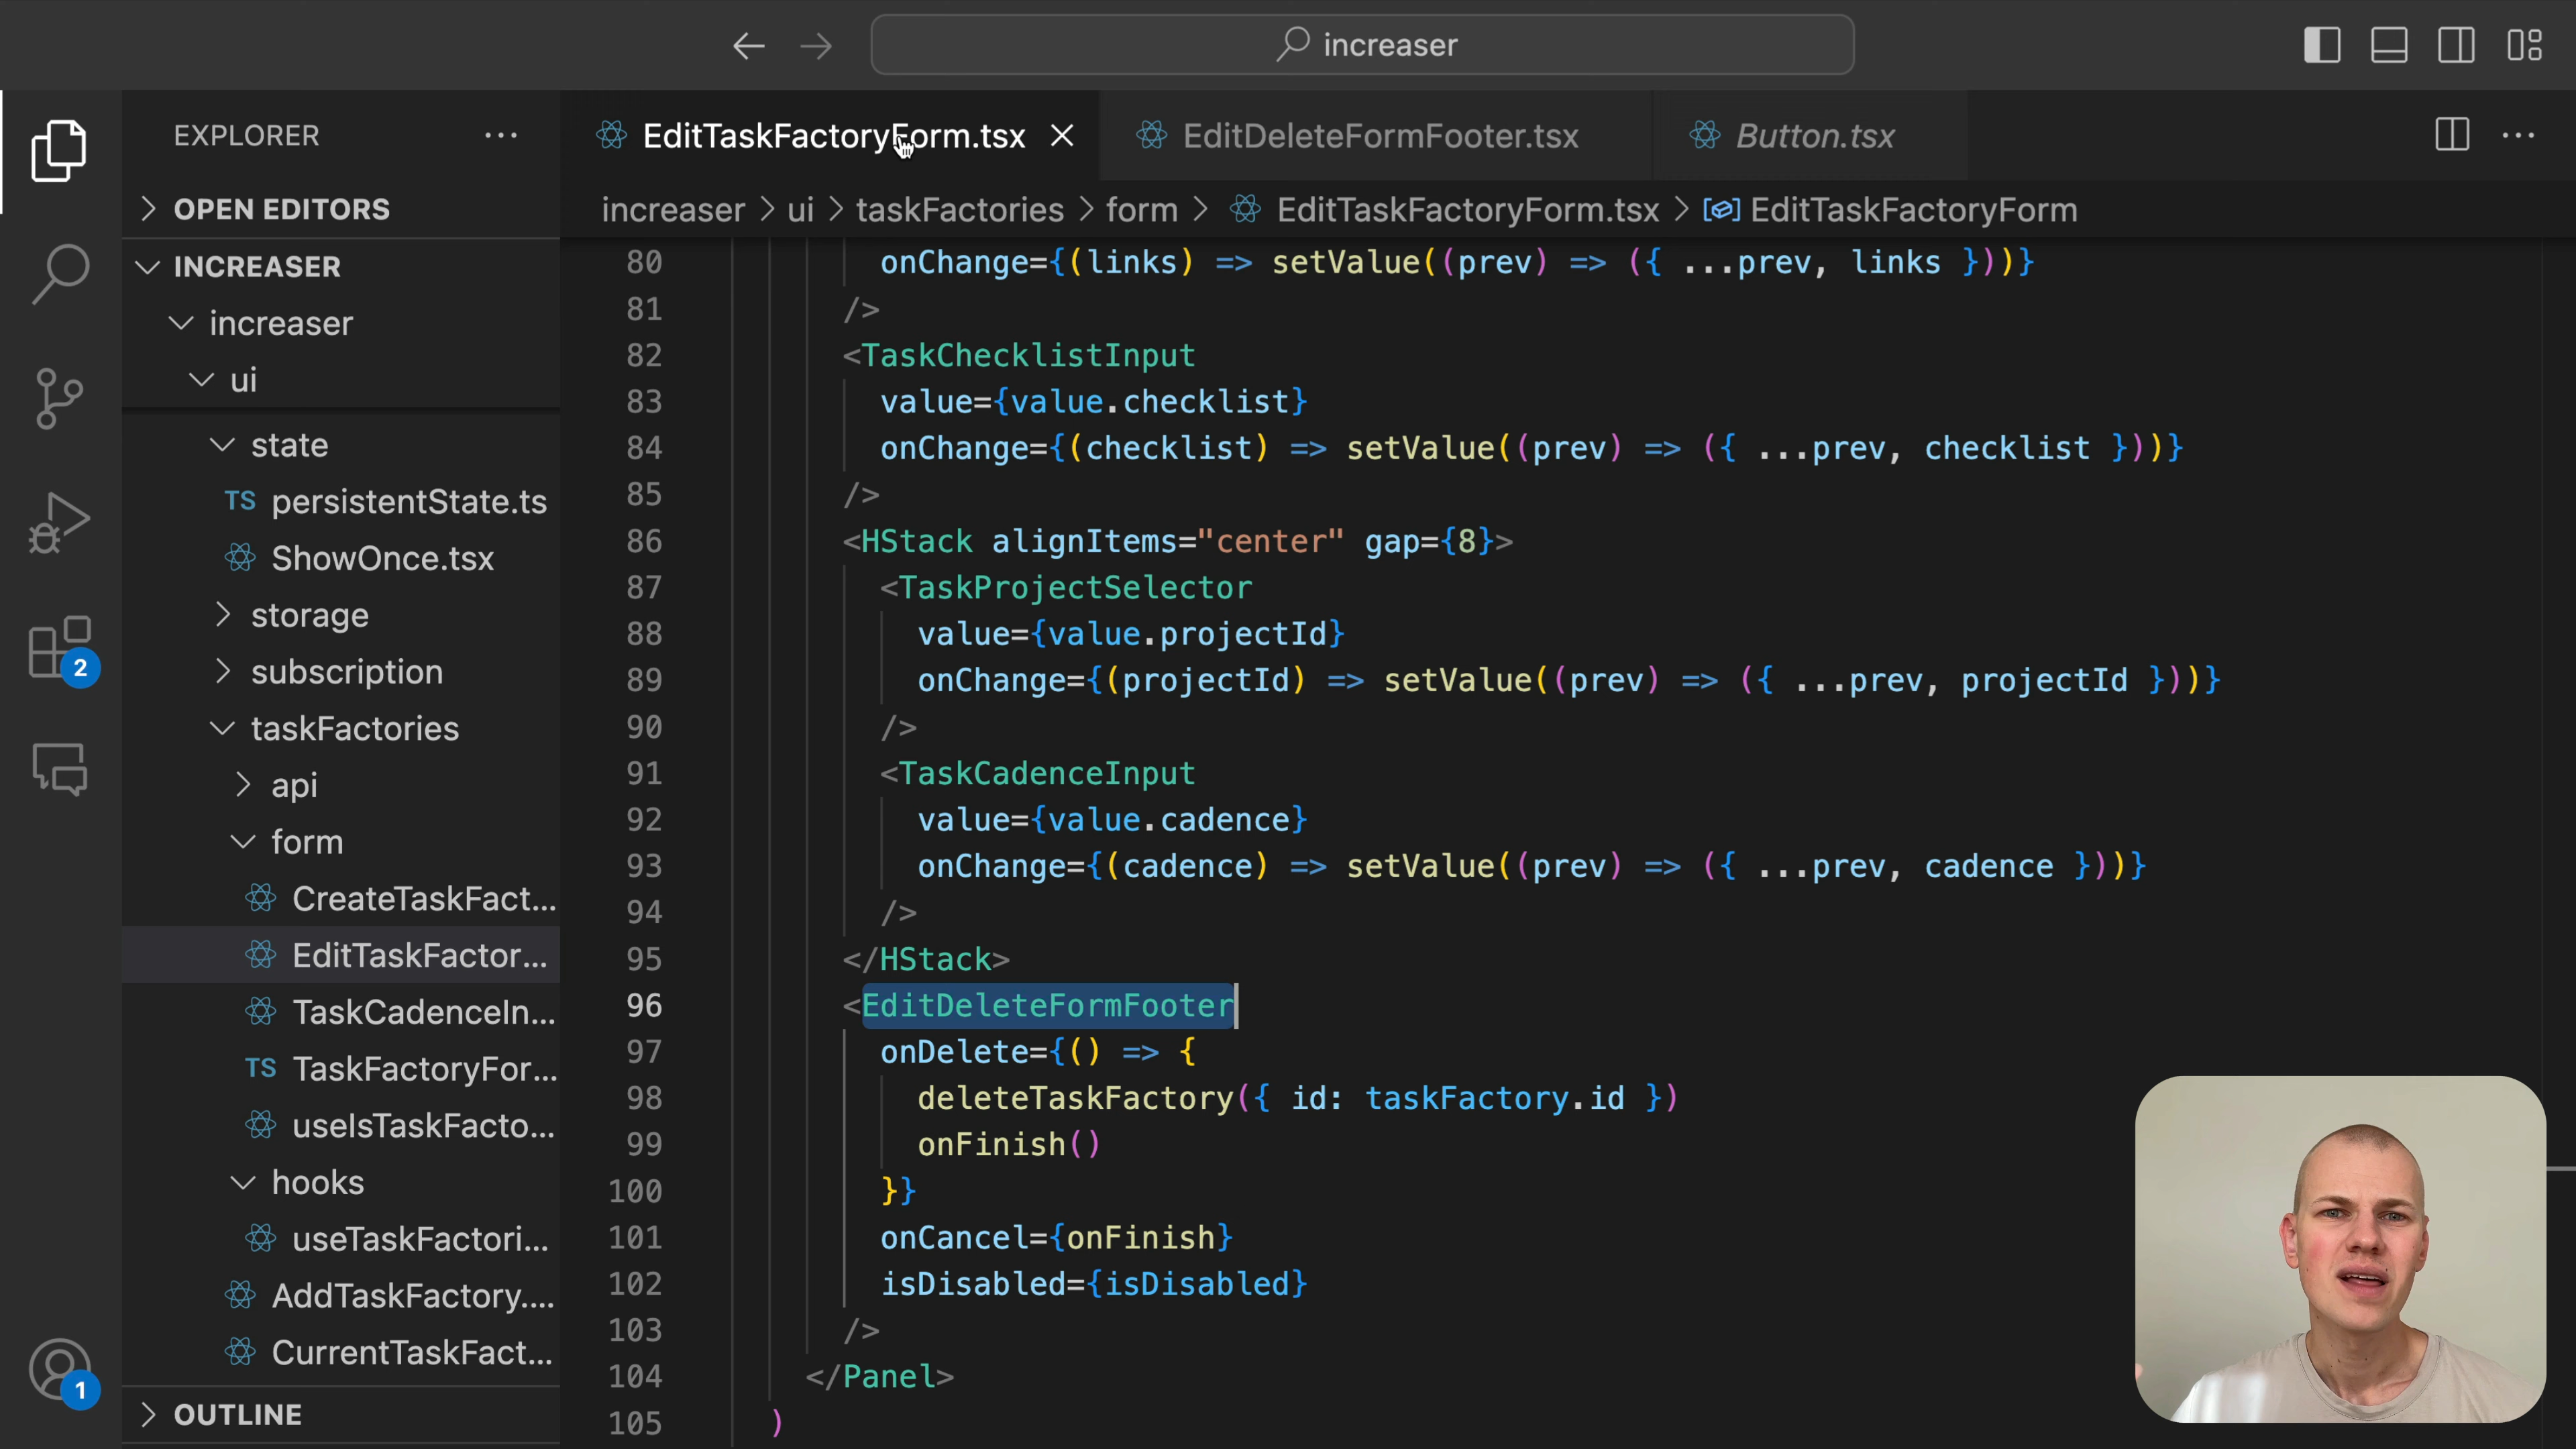 increaser
EXPLORER
EditTaskFactoryForm.tsx
EditDeleteFormFooter.tsx
Button.tsx
OPEN EDITORS
INCREASER
increaser
ui
state
TS persistentState.ts
ShowOnce.tsx
storage
subscription
taskFactories
api
form
CreateTaskFact...
EditTaskFactor...
TaskCadenceIn...
TS TaskFactoryFor...
useIsTaskFacto...
hooks
useTaskFactori...
AddTaskFactory....
CurrentTaskFact...
OUTLINE
2
1
increaser > ui > taskFactories > form > EditTaskFactoryForm.tsx > EditTaskFactoryForm
80 onChange={(links) => setValue((prev) => ({ ...prev, links }))}
81 />
82 <TaskChecklistInput
83 value={value.checklist}
84 onChange={(checklist) => setValue((prev) => ({ ...prev, checklist }))}
85 />
86 <HStack alignItems="center" gap={8}>
87 <TaskProjectSelector
88 value={value.projectId}
89 onChange={(projectId) => setValue((prev) => ({ ...prev, projectId }))}
90 />
91 <TaskCadenceInput
92 value={value.cadence}
93 onChange={(cadence) => setValue((prev) => ({ ...prev, cadence }))}
94 />
95 </HStack>
96 <EditDeleteFormFooter
97 onDelete={() => {
98 deleteTaskFactory({ id: taskFactory.id })
99 onFinish()
100 }}
101 onCancel={onFinish}
102 isDisabled={isDisabled}
103 />
104 </Panel>
105 )